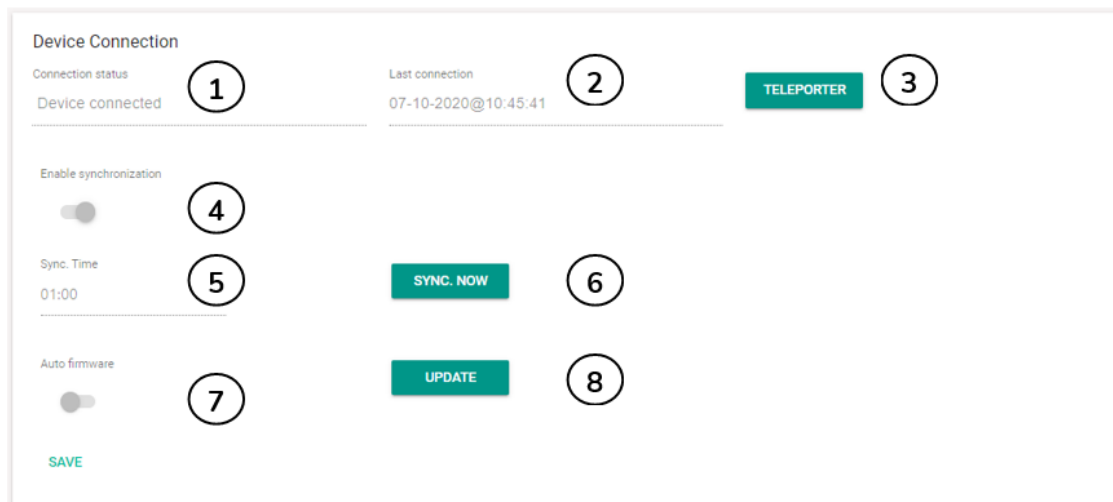 Device Connection
Connection status
Device connected
1
Last connection
07-10-2020@10:45:41
2
TELEPORTER
3
Enable synchronization
4
Sync. Time
01:00
5
SYNC. NOW
6
Auto firmware
7
UPDATE
8
SAVE